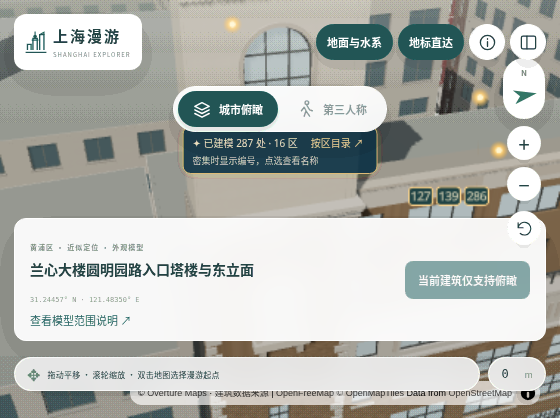 上海漫游
SHANGHAI EXPLORER
地面与水系
地标直达
N
城市俯瞰
第三人称
✦ 已建模 287 处 · 16 区 按区目录 ↗
密集时显示编号，点选查看名称
127 139 286
黄浦区 • 近似定位 • 外观模型
兰心大楼圆明园路入口塔楼与东立面
31.24457° N · 121.48350° E
查看模型范围说明 ↗
当前建筑仅支持俯瞰
拖动平移 • 滚轮缩放 • 双击地图选择漫游起点
0 m
© Overture Maps · 建筑数据来源 | OpenFreeMap © OpenMapTiles Data from OpenStreetMap